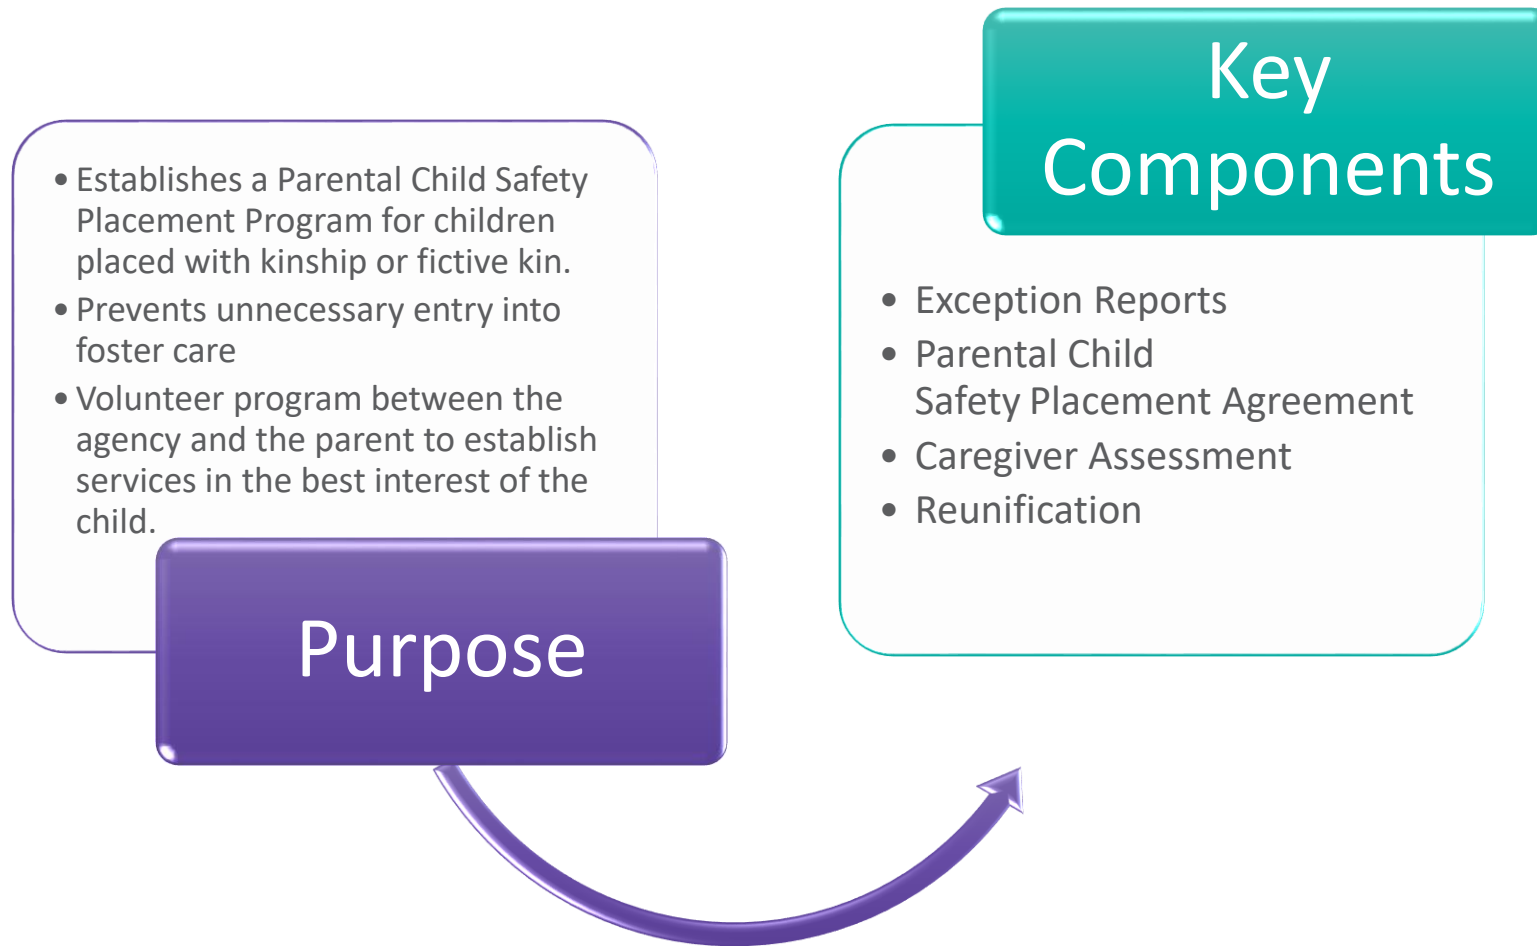 • Establishes a Parental Child Safety
Placement Program for children
placed with kinship or fictive kin.
• Prevents unnecessary entry into
foster care
• Volunteer program between the
agency and the parent to establish
services in the best interest of the
child.
Purpose
Key
Components
• Exception Reports
• Parental Child
Safety Placement Agreement
• Caregiver Assessment
• Reunification